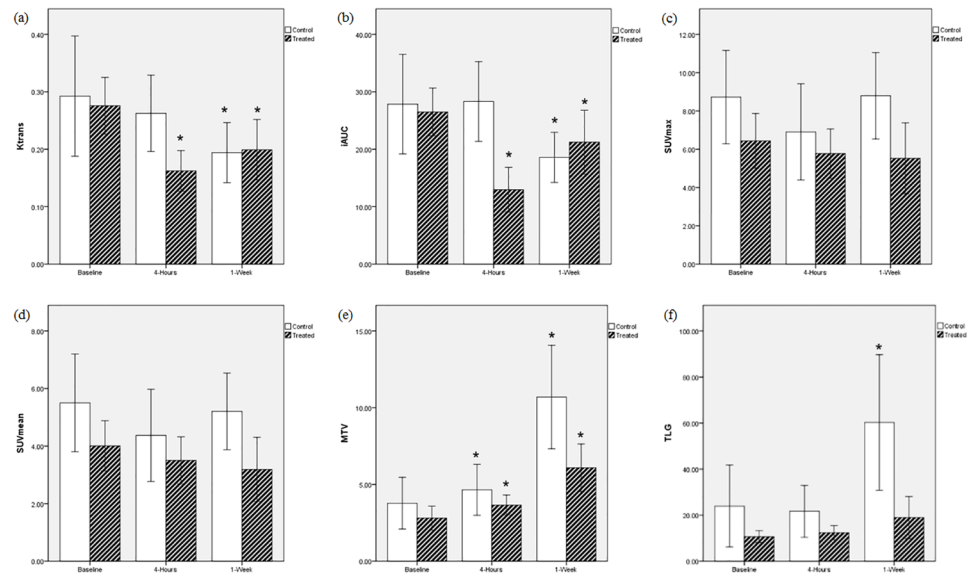 (a)
Control
Treated
0.40
0.30
0.20
0.10
0.00
Ktrans
* * *
Baseline 4-Hours 1-Week
(b)
Control
Treated
40.00
30.00
20.00
10.00
0.00
iAUC
* * *
Baseline 4-Hours 1-Week
(c)
Control
Treated
12.00
10.00
8.00
6.00
4.00
2.00
0.00
SUVmax
Baseline 4-Hours 1-Week
(d)
Control
Treated
8.00
6.00
4.00
2.00
0.00
SUVmean
Baseline 4-Hours 1-Week
(e)
Control
Treated
15.00
10.00
5.00
0.00
MTV
* * * *
Baseline 4-Hours 1-Week
(f)
Control
Treated
100.00
80.00
60.00
40.00
20.00
0.00
TLG
*
Baseline 4-Hours 1-Week